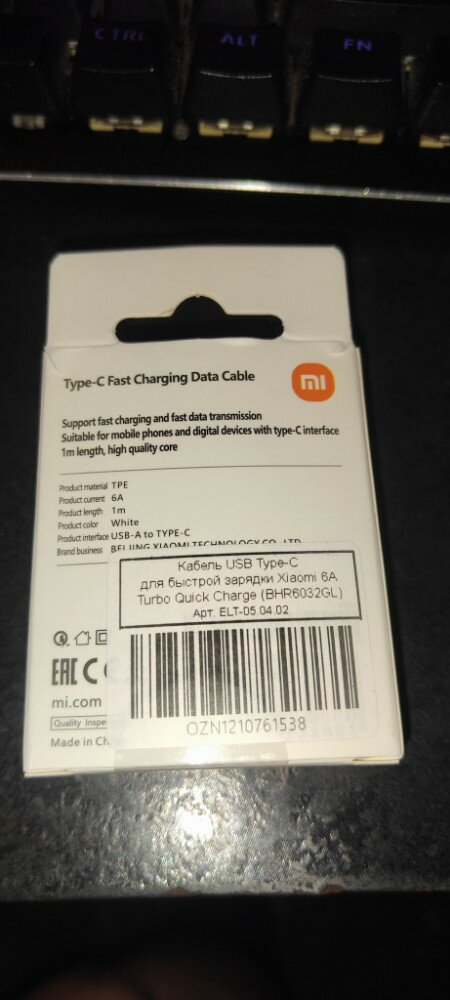 CTRL ALT FN
Type-C Fast Charging Data Cable
mi
Support fast charging and fast data transmission
Suitable for mobile phones and digital devices with type-C interface
1m length, high quality core
Product material TPE
Product current 6A
Product length 1m
Product color White
Product interface USB-A to TYPE-C
Brand business BEIJING XIAOMI TECHNOLOGY CO., LTD
Кабель USB Type-C
для быстрой зарядки Xiaomi 6A
Turbo Quick Charge (BHR6032GL)
Арт. ELT-05.04.02
EAC C
mi.com
Quality Inspe
Made in Ch
OZN1210761538